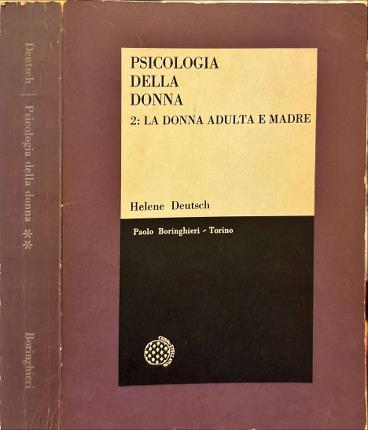 Deutsch | Psicologia della donna ** Boringhieri
PSICOLOGIA
DELLA
DONNA
2: LA DONNA ADULTA E MADRE
Helene Deutsch
Paolo Boringhieri - Torino